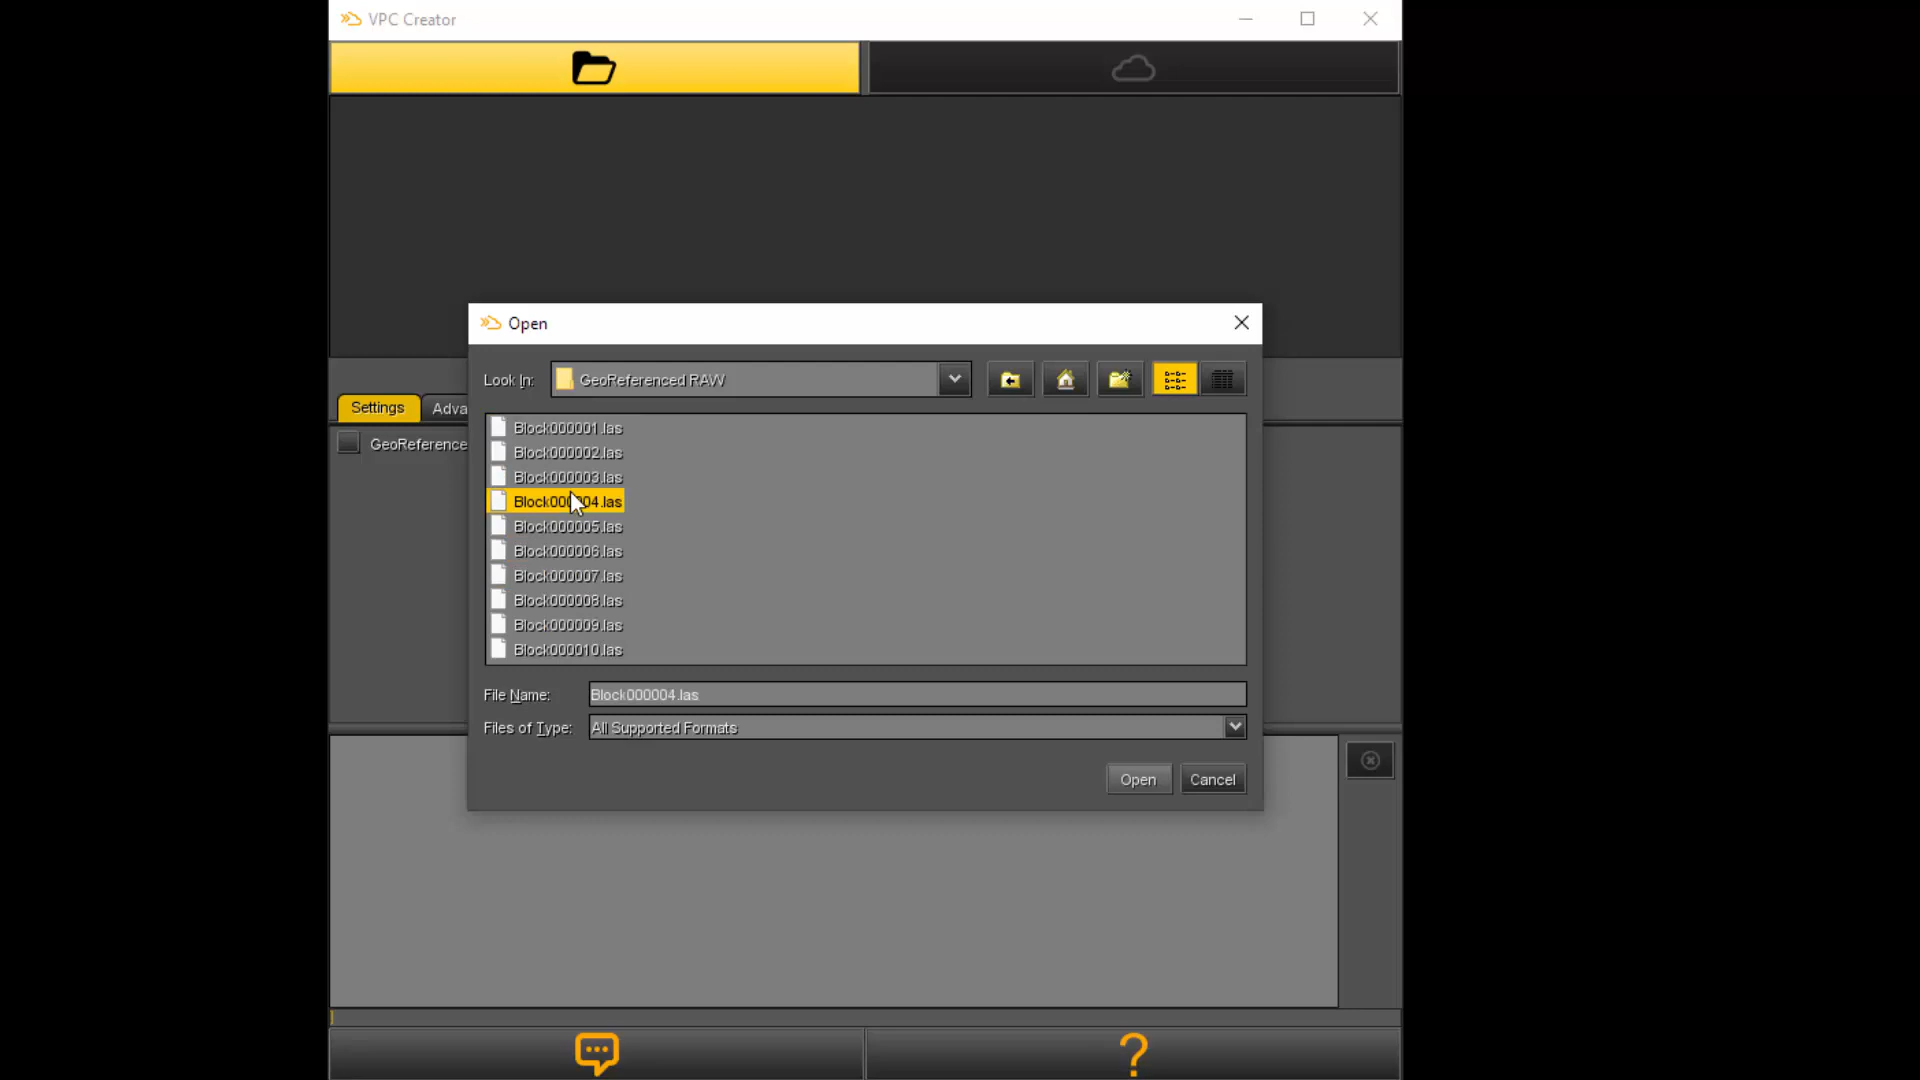 VPC Creator
Open
Look In: GeoReferenced RAW
Settings Adva
GeoReference
Block000001.las
Block000002.las
Block000003.las
Block000004.las
Block000005.las
Block000006.las
Block000007.las
Block000008.las
Block000009.las
Block000010.las
File Name: Block000004.las
Files of Type: All Supported Formats
Open Cancel